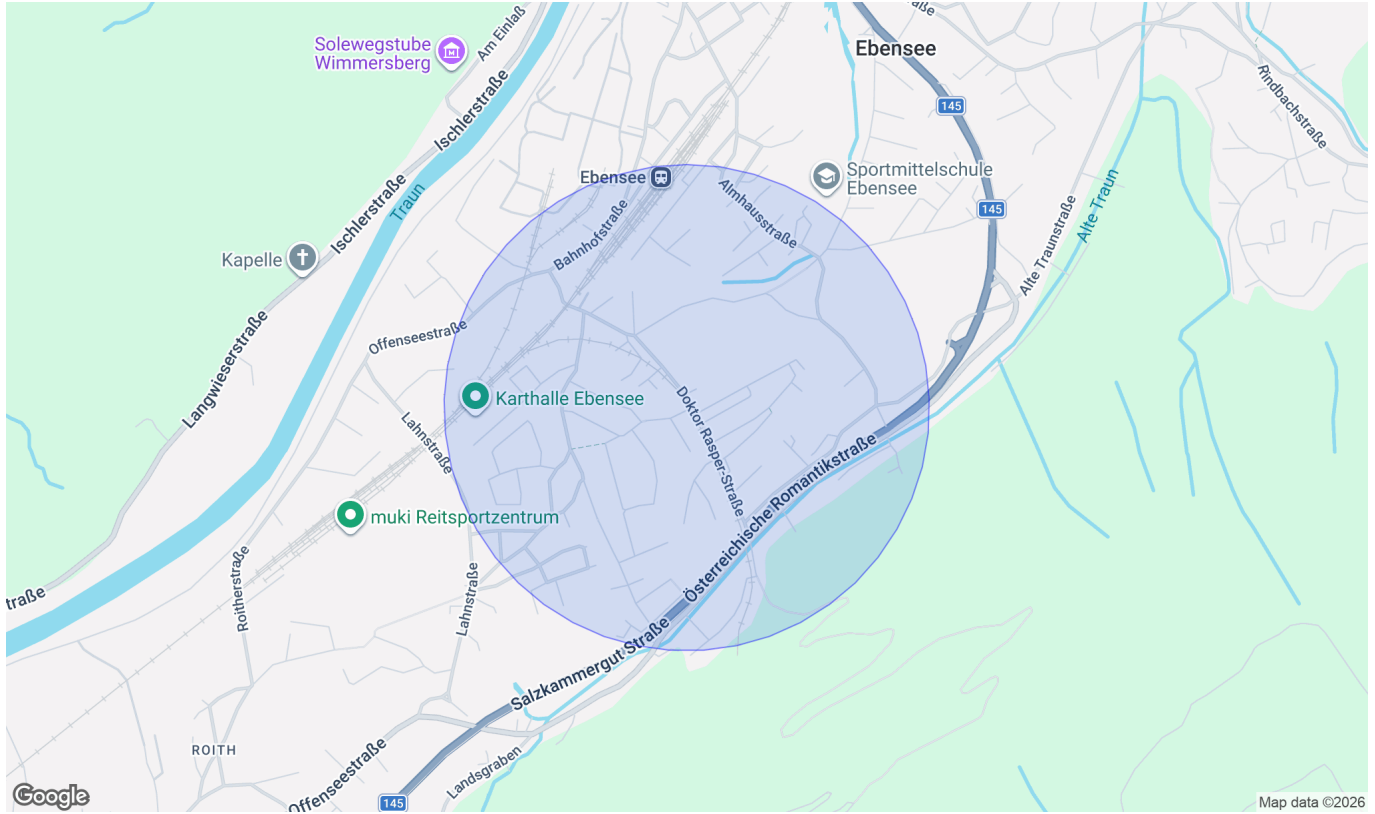 raße
Ebensee
Solewegstube
Wimmersberg
Am Einlaß
145
Rindbachstraße
Ischlerstraße
Traun
Ischlerstraße
Ebensee
Sportmittelschule
Ebensee
Almhausstraße
145
Alte Traun
Bahnhofstraße
Alte Traunstraße
Kapelle
Offenseestraße
Langwieserstraße
Karthalle Ebensee
Doktor Rasper-Straße
Lahnstraße
Österreichische Romantikstraße
muki Reitsportzentrum
Roitherstraße
Lahnstraße
traße
Salzkammergut Straße
ROITH
Offenseestraße
Landsgraben
145
Google
Map data ©2026